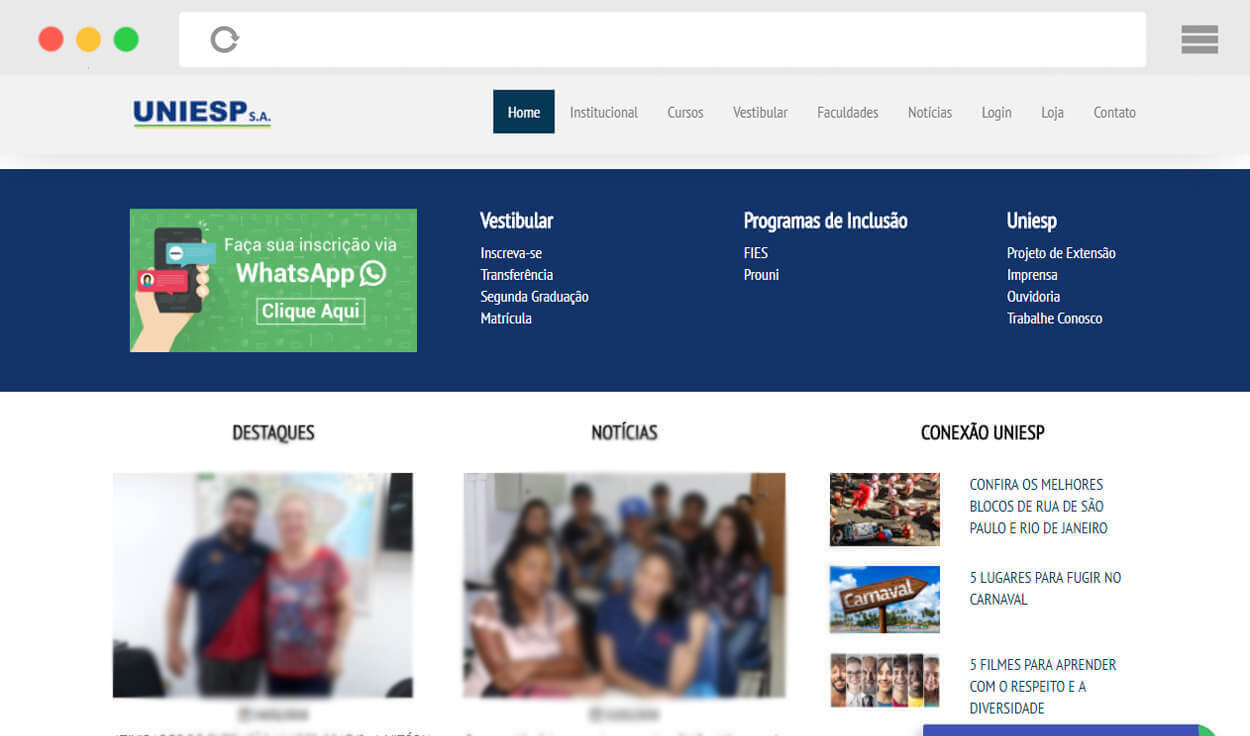 UNIESP S.A.
Home Institucional Cursos Vestibular Faculdades Notícias Login Loja Contato
Faça sua inscrição via
WhatsApp
Clique Aqui
Vestibular
Inscreva-se
Transferência
Segunda Graduação
Matrícula
Programas de Inclusão
FIES
Prouni
Uniesp
Projeto de Extensão
Imprensa
Ouvidoria
Trabalhe Conosco
DESTAQUES
NOTÍCIAS
CONEXÃO UNIESP
CONFIRA OS MELHORES
BLOCOS DE RUA DE SÃO
PAULO E RIO DE JANEIRO
Carnaval
5 LUGARES PARA FUGIR NO
CARNAVAL
5 FILMES PARA APRENDER
COM O RESPEITO E A
DIVERSIDADE